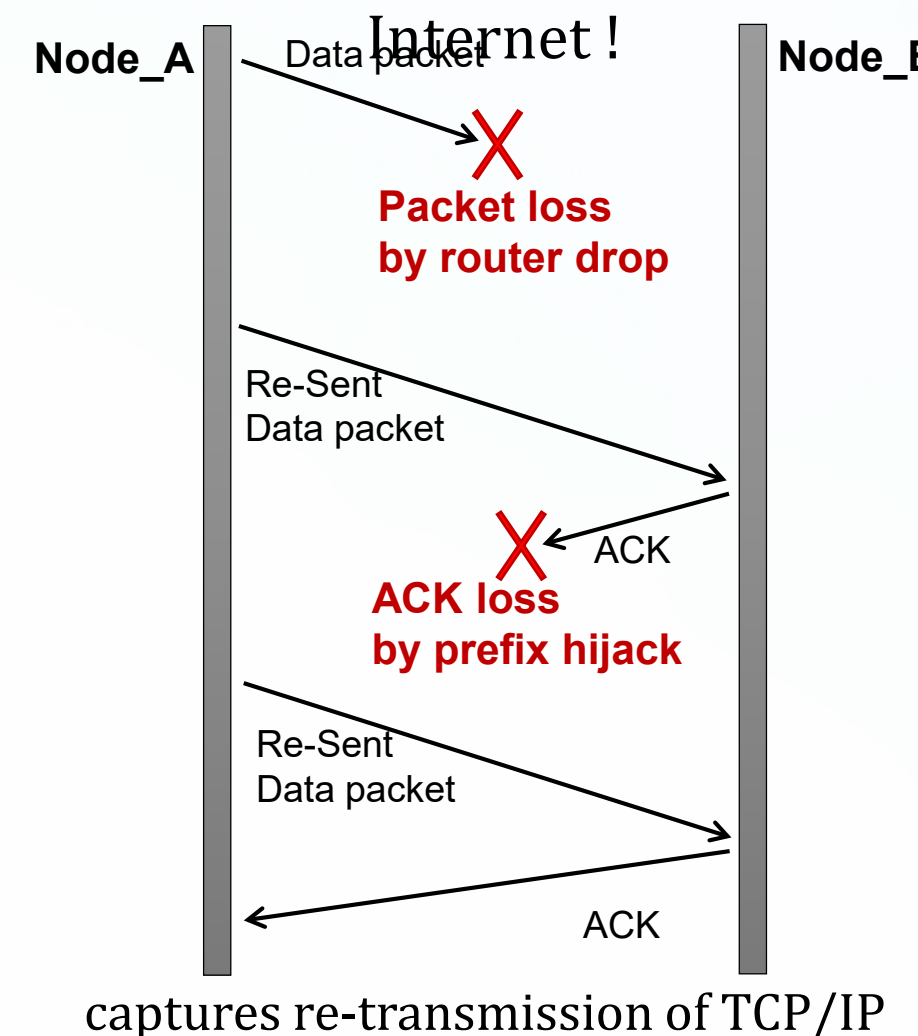 Internet !
Node_A
Data packet
Node_B
Packet loss
by router drop
Re-Sent
Data packet
ACK
ACK loss
by prefix hijack
Re-Sent
Data packet
ACK
captures re-transmission of TCP/IP